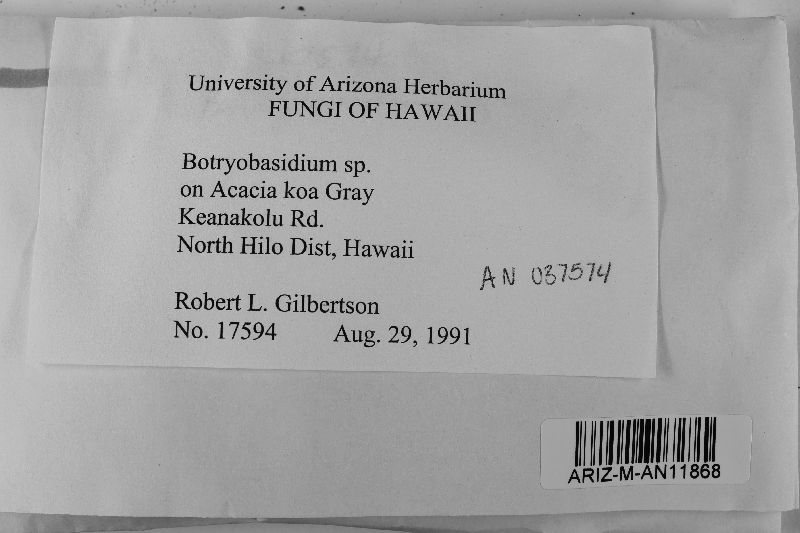 University of Arizona Herbarium
FUNGI OF HAWAII
Botryobasidium sp.
on Acacia koa Gray
Keanakolu Rd.
North Hilo Dist, Hawaii
AN 037574
Robert L. Gilbertson
No. 17594 Aug. 29, 1991
ARIZ-M-AN11868